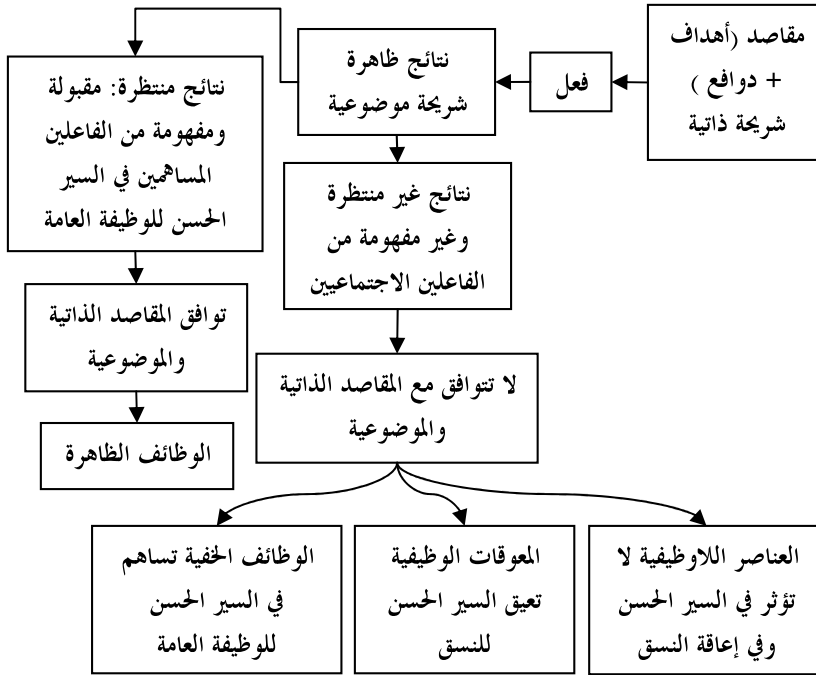 مقاصد (أهداف
+ دوافع )
شريحة ذاتية
فعل
نتائج ظاهرة
شريحة موضوعية
نتائج منتظرة: مقبولة
ومفهومة من الفاعلين
المساهمين في السير
الحسن للوظيفة العامة
نتائج غير منتظرة
وغير مفهومة من
الفاعلين الاجتماعيين
توافق المقاصد الذاتية
والموضوعية
لا تتوافق مع المقاصد الذاتية
والموضوعية
الوظائف الظاهرة
العناصر اللاوظيفية لا
تؤثر في السير الحسن
وفي إعاقة النسق
المعوقات الوظيفية
تعيق السير الحسن
للنسق
الوظائف الخفية تساهم
في السير الحسن
للوظيفة العامة